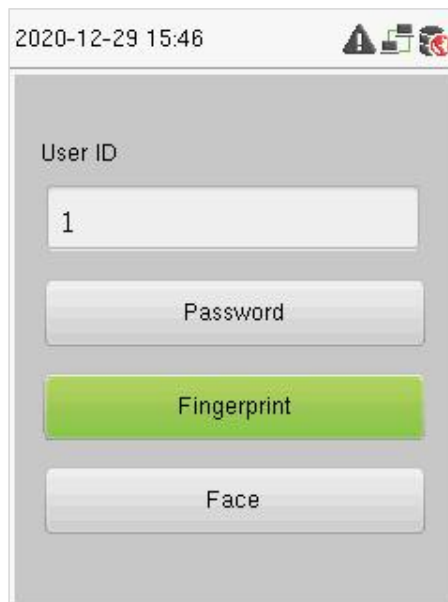 2020-12-29 15:46
User ID
1
Password
Fingerprint
Face